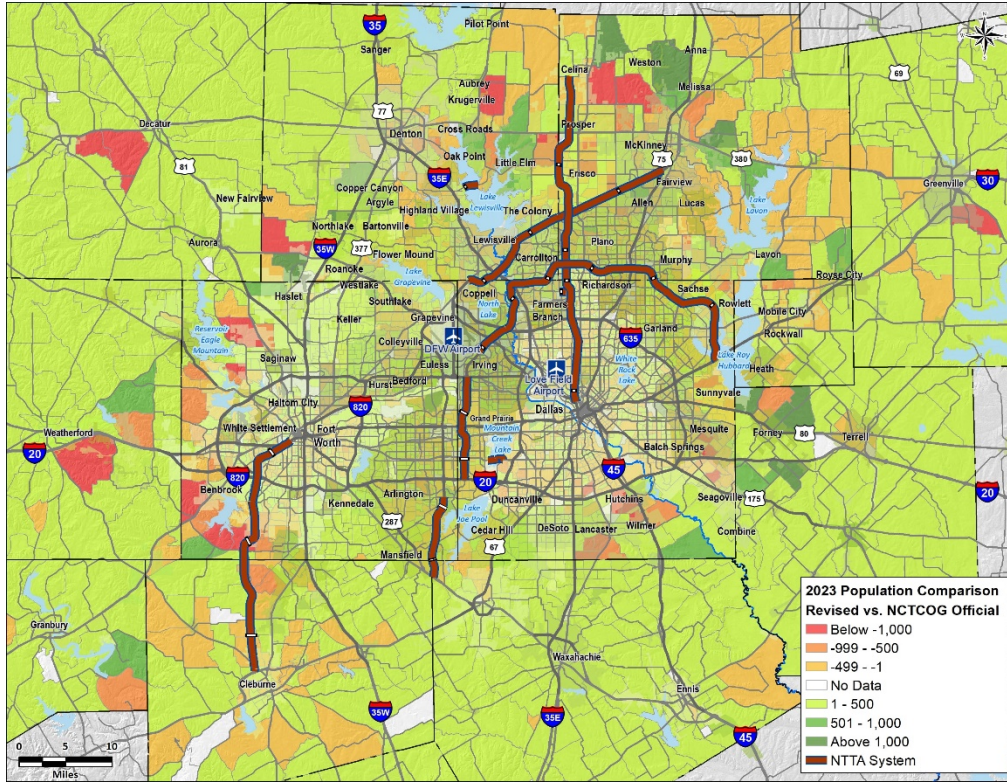 35
Pilot Point
Sanger
Anna
Weston
Celina
Melissa
69
Aubrey
Krugerville
77
Decatur
Cross Roads
Prosper
Denton
McKinney
Oak Point
75
380
81
35E
Little Elm
Frisco
Fairview
30
Copper Canyon
Greenville
New Fairview
Argyle
Lake Lewisville
Allen
Lucas
Lake Lavon
Highland Village
The Colony
Northlake
Bartonville
Aurora
35W
377
Lewisville
Plano
Flower Mound
Carrollton
Murphy
Lavon
Roanoke
Westlake
Lake Grapevine
Royse City
Haslet
Coppell
Richardson
Sachse
Southlake
North Lake
Farmers Branch
Rowlett
Mobile City
Keller
Grapevine
Reservoir Eagle Mountain
Garland
Rockwall
Colleyville
DFW Airport
635
Saginaw
Euless
Irving
White Rock Lake
Lake Ray Hubbard
Heath
Hurst
Bedford
Love Field Airport
Sunnyvale
Haltom City
820
Dallas
Grand Prairie
Mesquite
Weatherford
White Settlement
Fort Worth
Mountain Creek Lake
Forney
80
Terrell
20
Balch Springs
820
20
45
20
Benbrook
Arlington
Seagoville
175
Kennedale
Duncanville
Hutchins
287
Lake Joe Pool
Wilmer
Combine
Cedar Hill
DeSoto
Lancaster
Mansfield
67
Granbury
Waxahachie
Cleburne
Ennis
35W
35E
45
2023 Population Comparison
Revised vs. NCTCOG Official
Below -1,000
-999 - -500
-499 - -1
No Data
1 - 500
501 - 1,000
Above 1,000
NTTA System
0 5 10
Miles